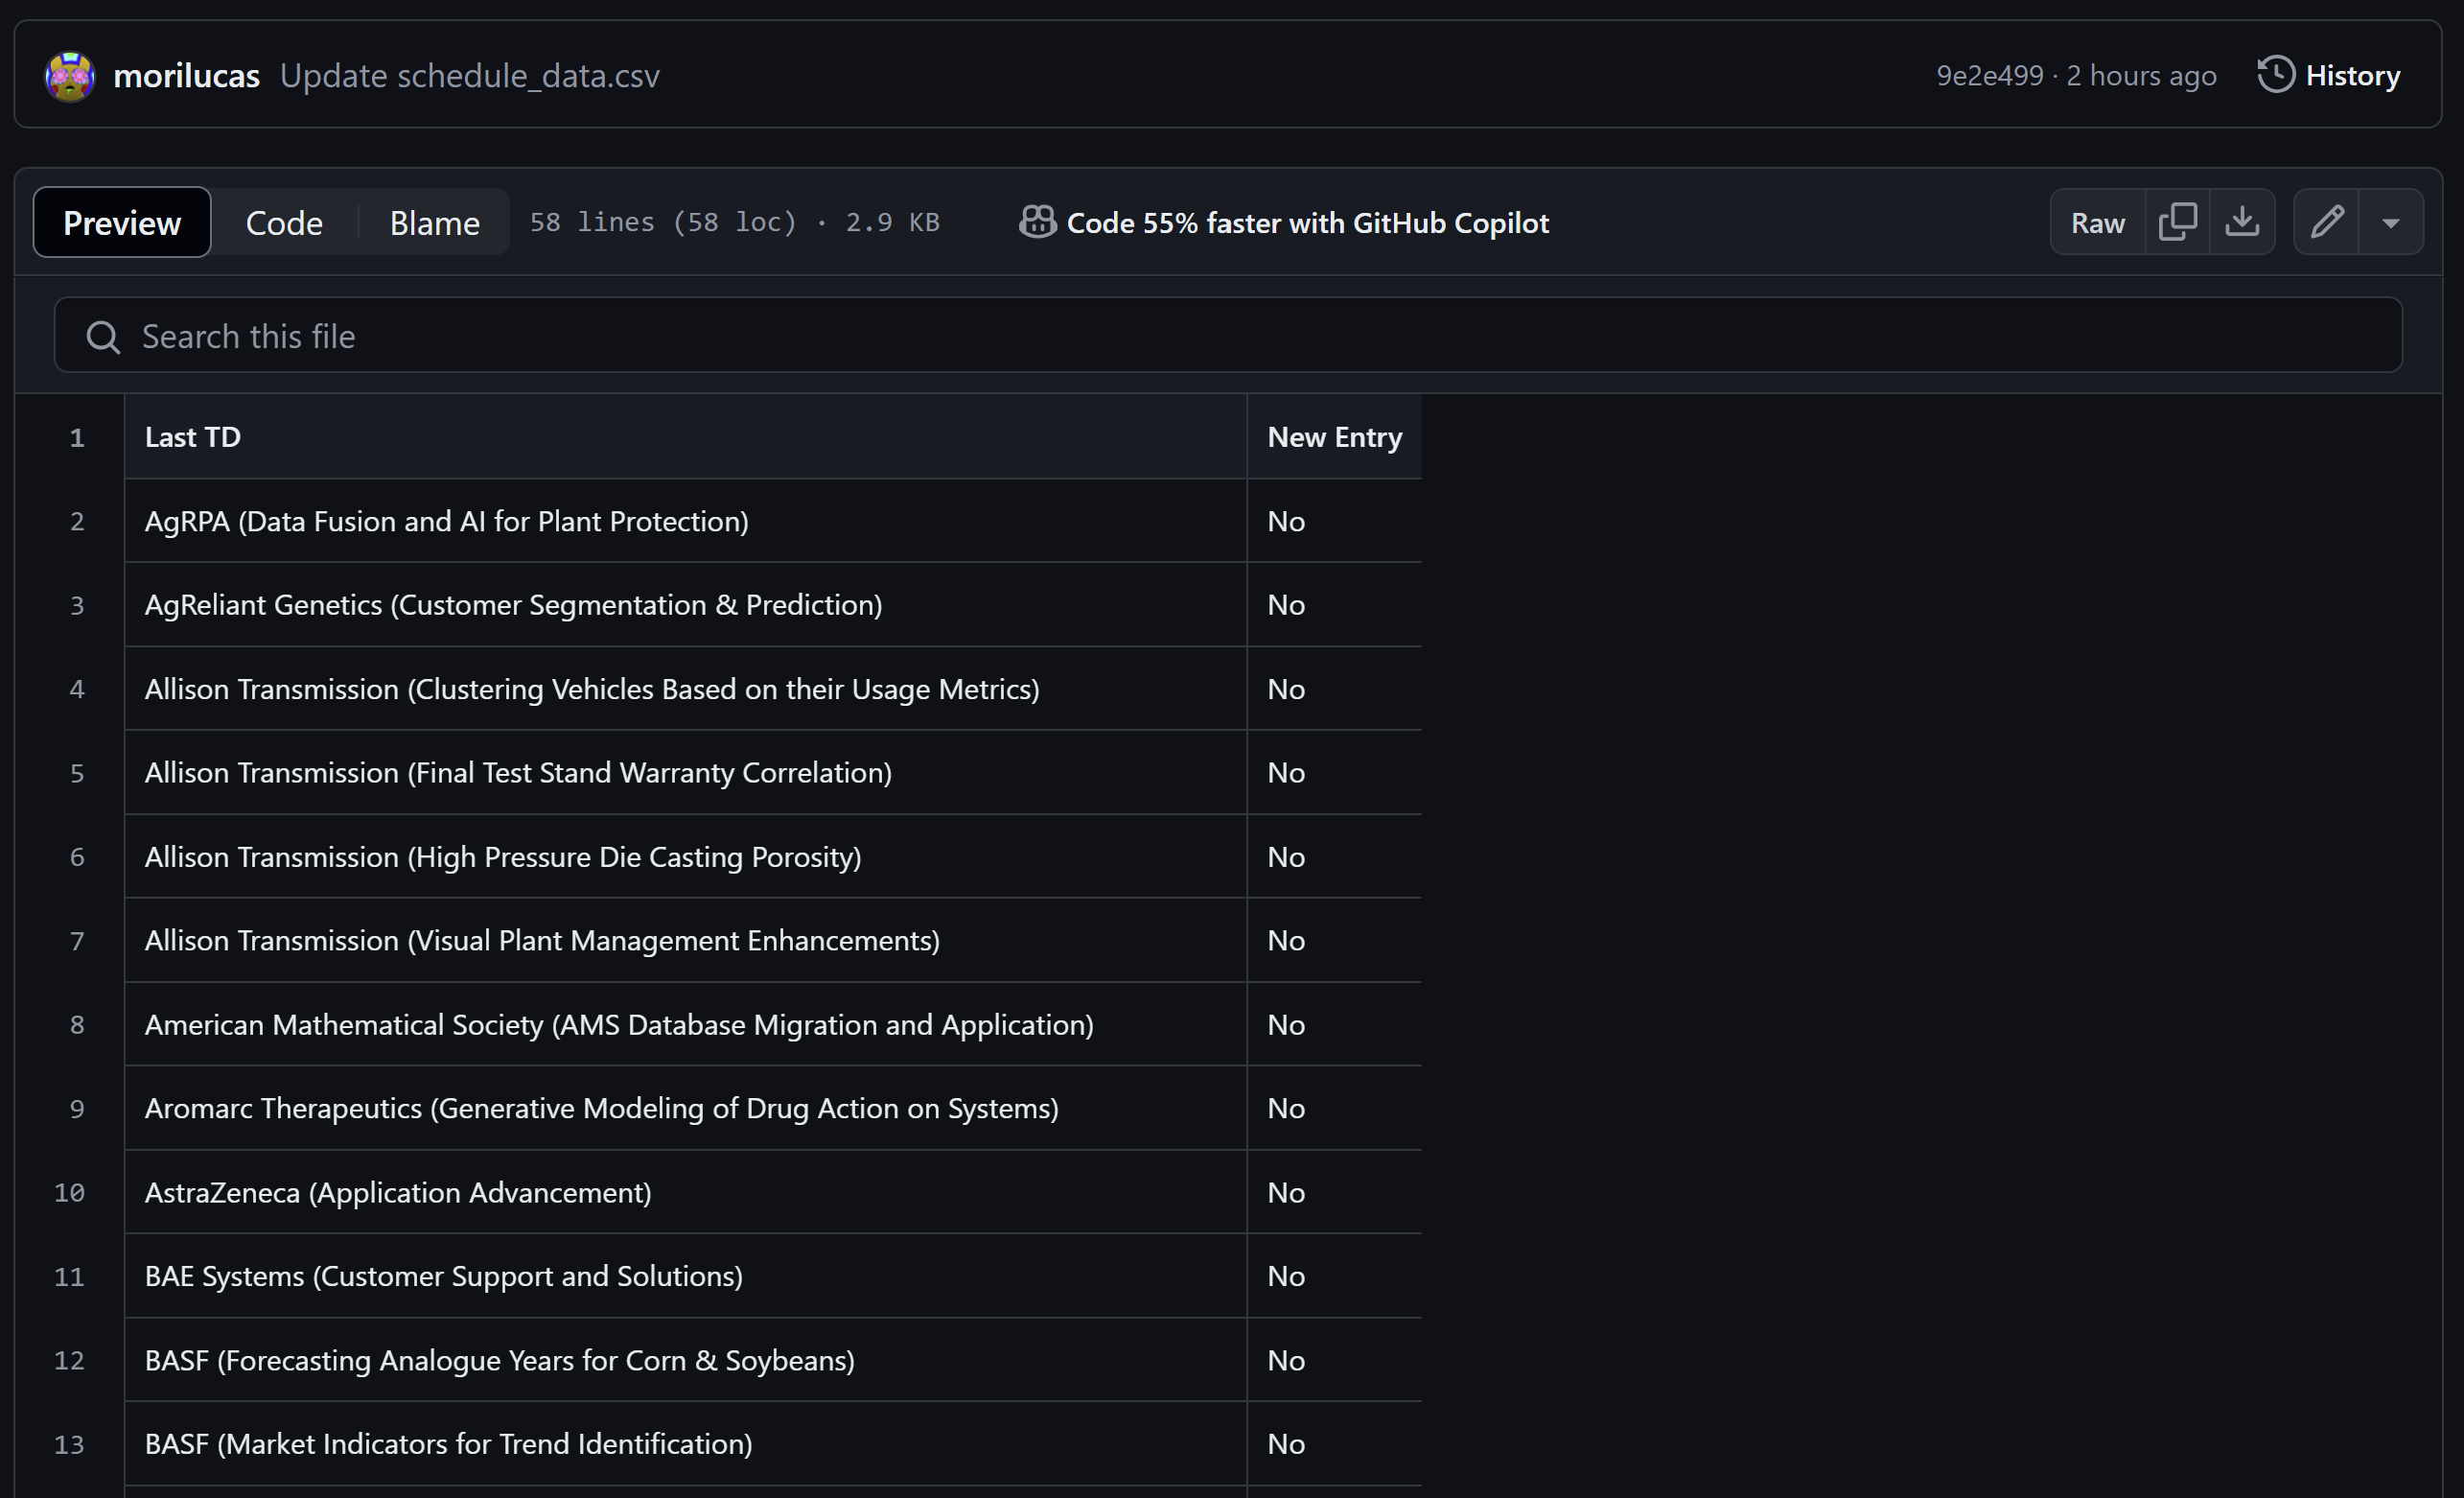 morilucas Update schedule_data.csv 9e2e499 · 2 hours ago History
Preview Code Blame 58 lines (58 loc) · 2.9 KB Code 55% faster with GitHub Copilot Raw
Search this file
1 Last TD New Entry
2 AgRPA (Data Fusion and AI for Plant Protection) No
3 AgReliant Genetics (Customer Segmentation & Prediction) No
4 Allison Transmission (Clustering Vehicles Based on their Usage Metrics) No
5 Allison Transmission (Final Test Stand Warranty Correlation) No
6 Allison Transmission (High Pressure Die Casting Porosity) No
7 Allison Transmission (Visual Plant Management Enhancements) No
8 American Mathematical Society (AMS Database Migration and Application) No
9 Aromarc Therapeutics (Generative Modeling of Drug Action on Systems) No
10 AstraZeneca (Application Advancement) No
11 BAE Systems (Customer Support and Solutions) No
12 BASF (Forecasting Analogue Years for Corn & Soybeans) No
13 BASF (Market Indicators for Trend Identification) No